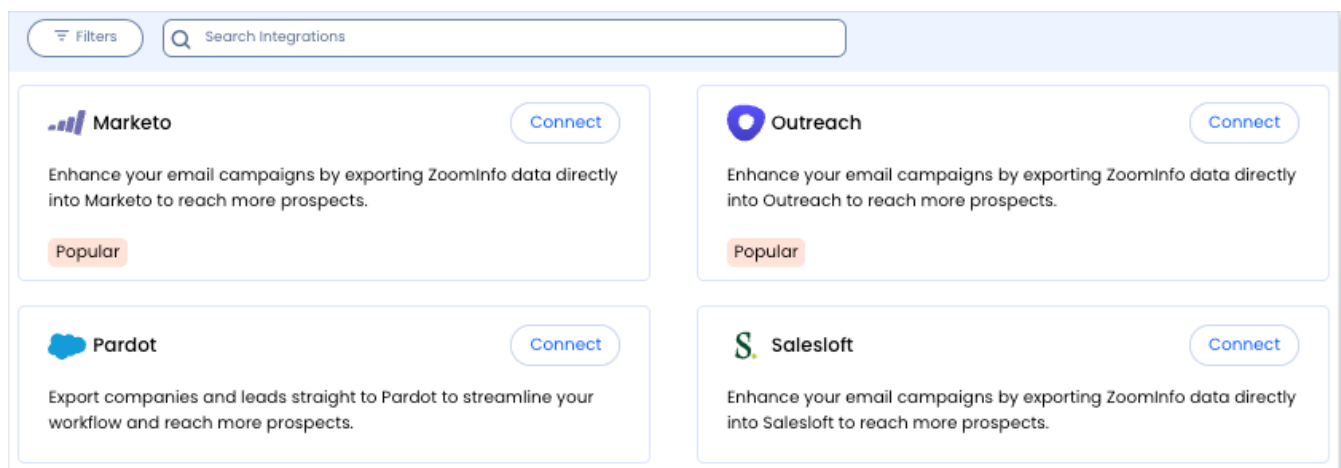 Filters
Search Integrations
Marketo
Connect
Enhance your email campaigns by exporting ZoomInfo data directly
into Marketo to reach more prospects.
Popular
Outreach
Connect
Enhance your email campaigns by exporting ZoomInfo data directly
into Outreach to reach more prospects.
Popular
Pardot
Connect
Export companies and leads straight to Pardot to streamline your
workflow and reach more prospects.
S. Salesloft
Connect
Enhance your email campaigns by exporting ZoomInfo data directly
into Salesloft to reach more prospects.